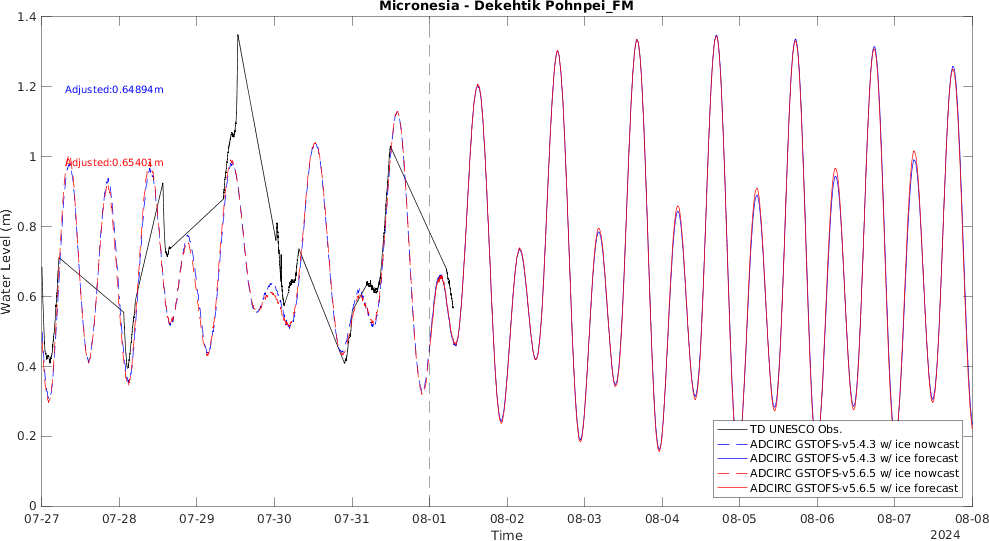 Micronesia - Dekehtik Pohnpei_FM
Water Level (m)
1.4
1.2
1
0.8
0.6
0.4
0.2
0
Adjusted:0.64894m
Adjusted:0.65401m
TD UNESCO Obs.
ADCIRC GSTOFS-v5.4.3 w/ ice nowcast
ADCIRC GSTOFS-v5.4.3 w/ ice forecast
ADCIRC GSTOFS-v5.6.5 w/ ice nowcast
ADCIRC GSTOFS-v5.6.5 w/ ice forecast
07-27 07-28 07-29 07-30 07-31 08-01 08-02 08-03 08-04 08-05 08-06 08-07 08-08
Time
2024